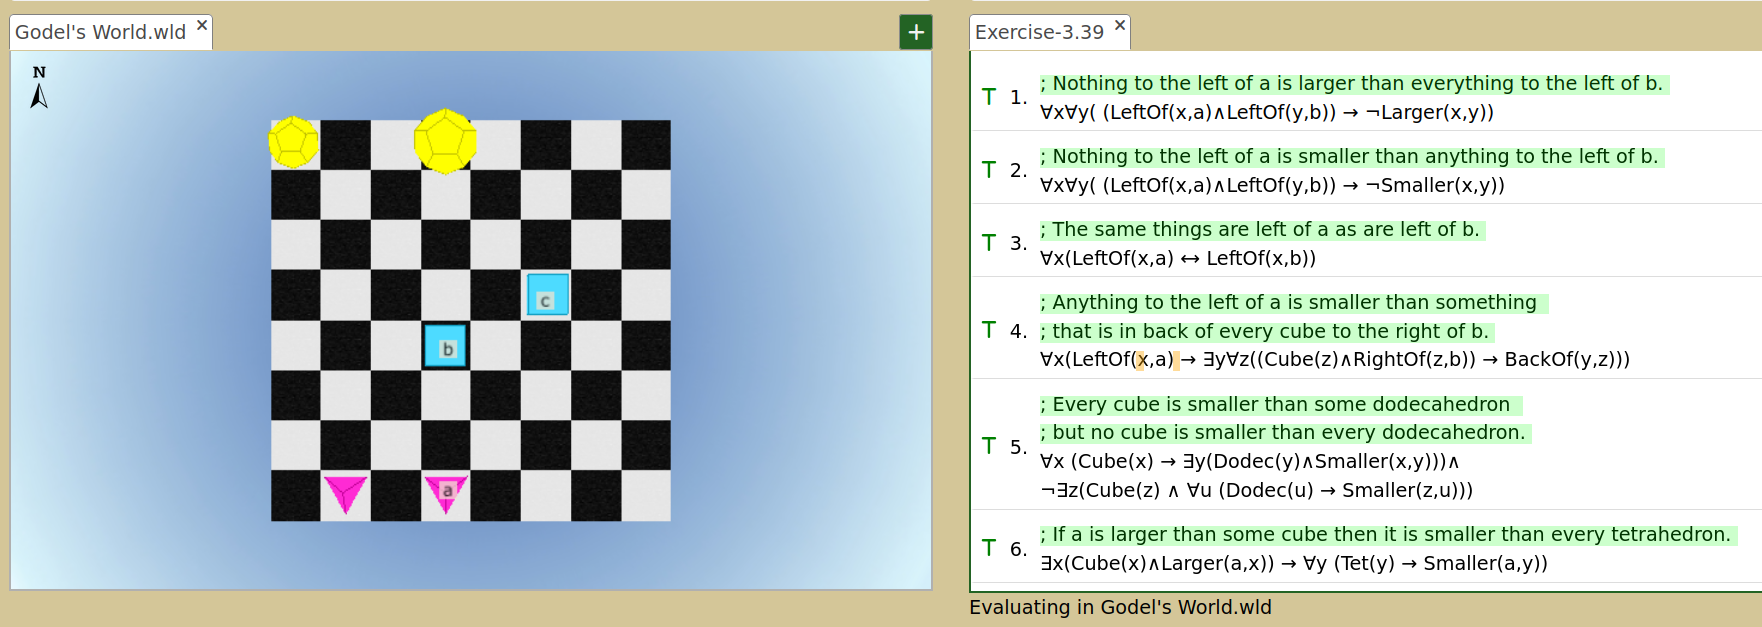 Godel's World.wld ×
+
N
c
b
a
Exercise-3.39 ×
T 1. ; Nothing to the left of a is larger than everything to the left of b.
∀x∀y( (LeftOf(x,a)∧LeftOf(y,b)) → ¬Larger(x,y))
T 2. ; Nothing to the left of a is smaller than anything to the left of b.
∀x∀y( (LeftOf(x,a)∧LeftOf(y,b)) → ¬Smaller(x,y))
T 3. ; The same things are left of a as are left of b.
∀x(LeftOf(x,a) ↔ LeftOf(x,b))
; Anything to the left of a is smaller than something
T 4. ; that is in back of every cube to the right of b.
∀x(LeftOf(x,a) → ∃y∀z((Cube(z)∧RightOf(z,b)) → BackOf(y,z)))
; Every cube is smaller than some dodecahedron
; but no cube is smaller than every dodecahedron.
T 5. ∀x (Cube(x) → ∃y(Dodec(y)∧Smaller(x,y)))∧
¬∃z(Cube(z) ∧ ∀u (Dodec(u) → Smaller(z,u)))
T 6. ; If a is larger than some cube then it is smaller than every tetrahedron.
∃x(Cube(x)∧Larger(a,x)) → ∀y (Tet(y) → Smaller(a,y))
Evaluating in Godel's World.wld